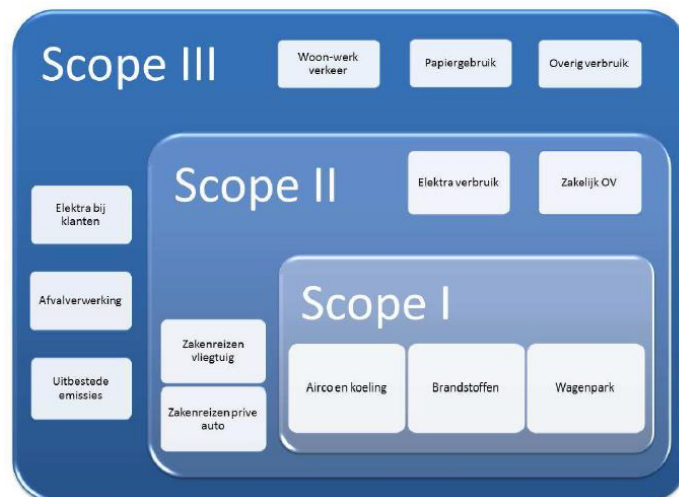 Scope III
Woon-werk
verkeer
Papiergebruik
Overig verbruik
Scope II
Elektra verbruik
Zakelijk OV
Elektra bij
klanten
Afvalverwerking
Uitbestede
emissies
Scope I
Zakenreizen
vliegtuig
Zakenreizen prive
auto
Airco en koeling
Brandstoffen
Wagenpark